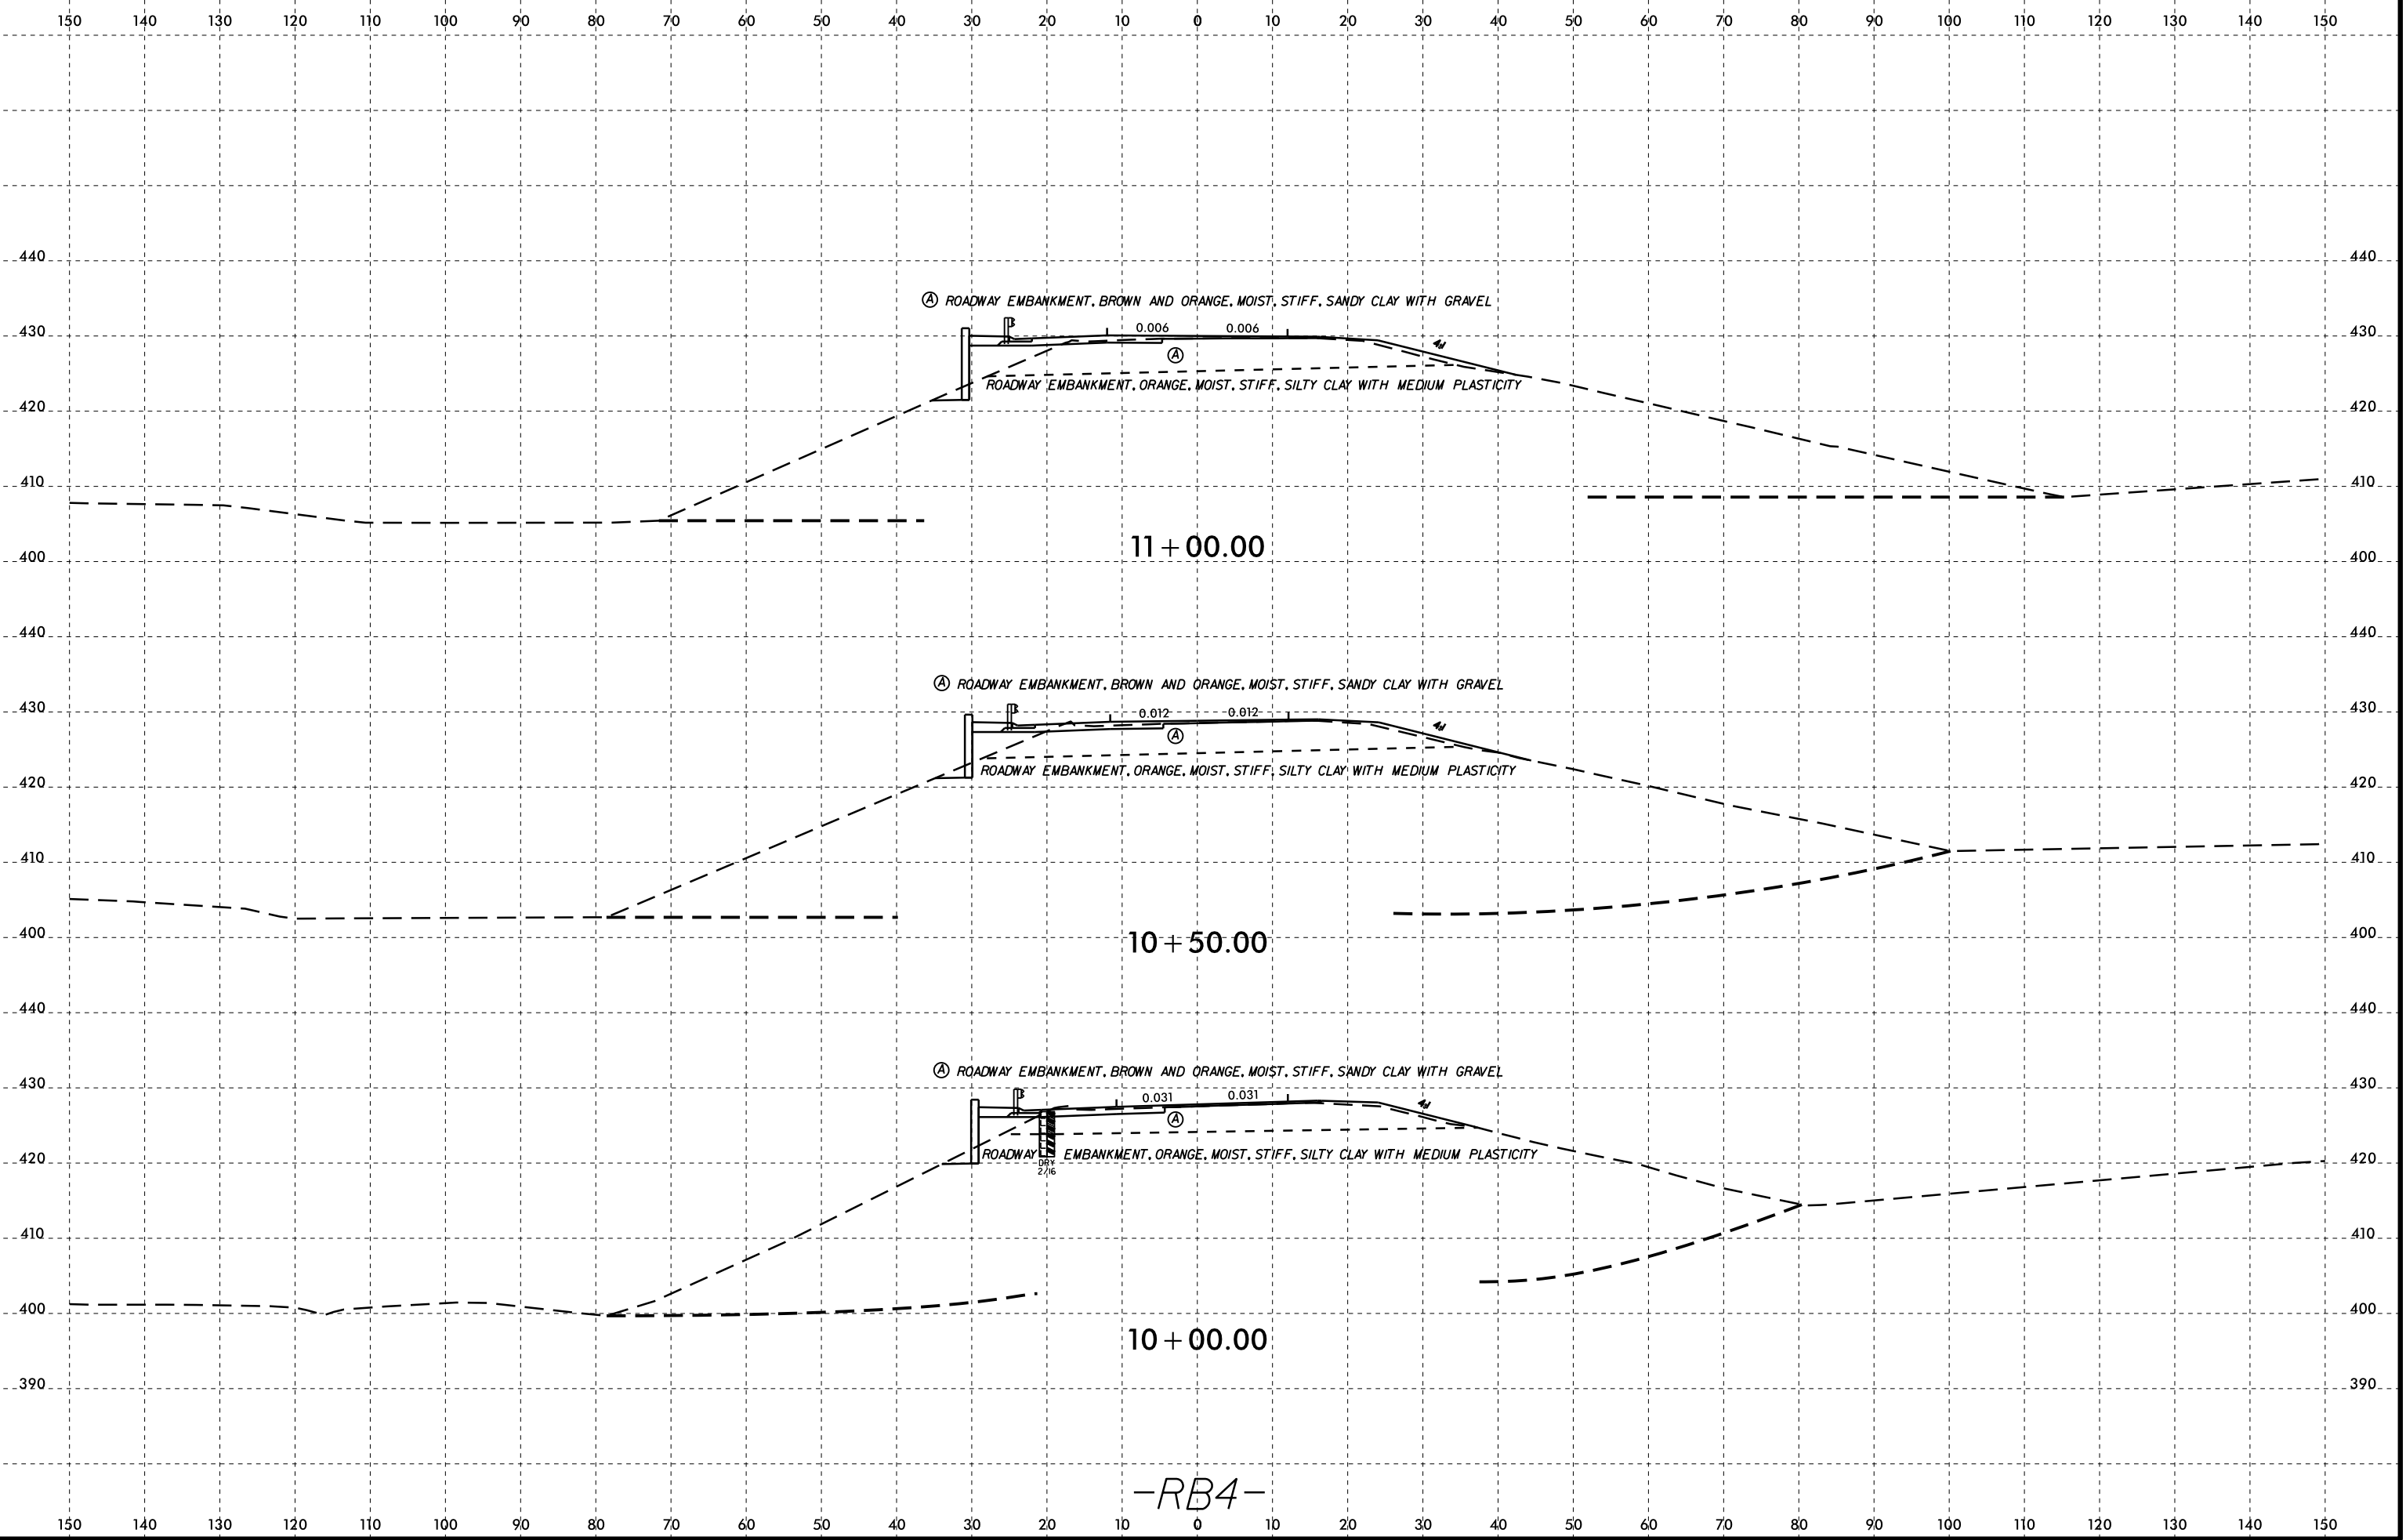 150 140 130 120 110 100 90 80 70 60 50 40 30 20 10 0 10 20 30 40 50 60 70 80 90 100 110 120 130 140 150
440 440
Ⓐ ROADWAY EMBANKMENT, BROWN AND ORANGE, MOIST, STIFF, SANDY CLAY WITH GRAVEL
430 0.006 0.006 430
4:1
Ⓐ
ROADWAY EMBANKMENT, ORANGE, MOIST, STIFF, SILTY CLAY WITH MEDIUM PLASTICITY
420 420
410 410
11+00.00
400 400
440 440
Ⓐ ROADWAY EMBANKMENT, BROWN AND ORANGE, MOIST, STIFF, SANDY CLAY WITH GRAVEL
430 0.012 0.012 430
4:1
Ⓐ
ROADWAY EMBANKMENT, ORANGE, MOIST, STIFF, SILTY CLAY WITH MEDIUM PLASTICITY
420 420
410 410
400 400
10+50.00
440 440
Ⓐ ROADWAY EMBANKMENT, BROWN AND ORANGE, MOIST, STIFF, SANDY CLAY WITH GRAVEL
430 430
0.031 0.031
4:1
Ⓐ
ROADWAY EMBANKMENT, ORANGE, MOIST, STIFF, SILTY CLAY WITH MEDIUM PLASTICITY
420 420
DRY
2/16
410 410
400 400
10+00.00
390 390
-RB4-
150 140 130 120 110 100 90 80 70 60 50 40 30 20 10 0 10 20 30 40 50 60 70 80 90 100 110 120 130 140 150